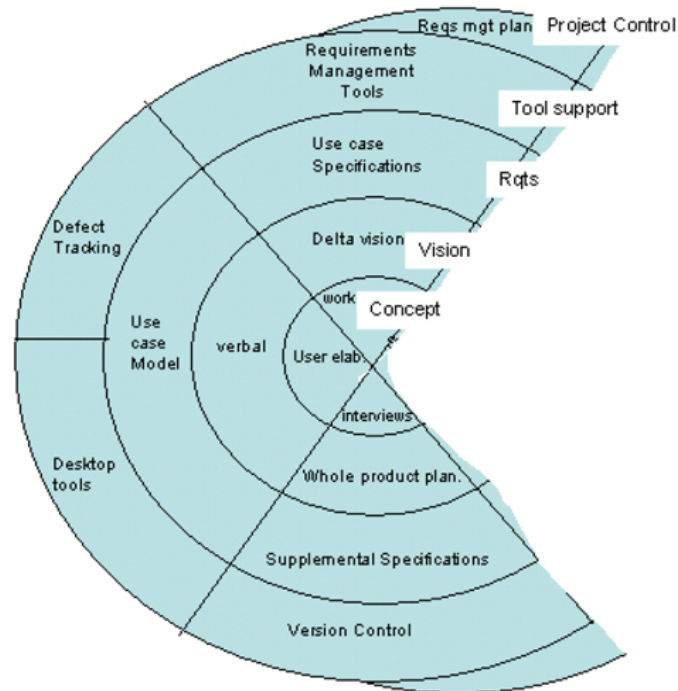 Reqs mgt plan
Project Control
Requirements
Management
Tools
Tool support
Use case
Specifications
Rqts
Defect
Tracking
Delta vision
Vision
work
Concept
Use
case
Model
verbal
User elab.
interviews
Desktop
tools
Whole product plan.
Supplemental Specifications
Version Control